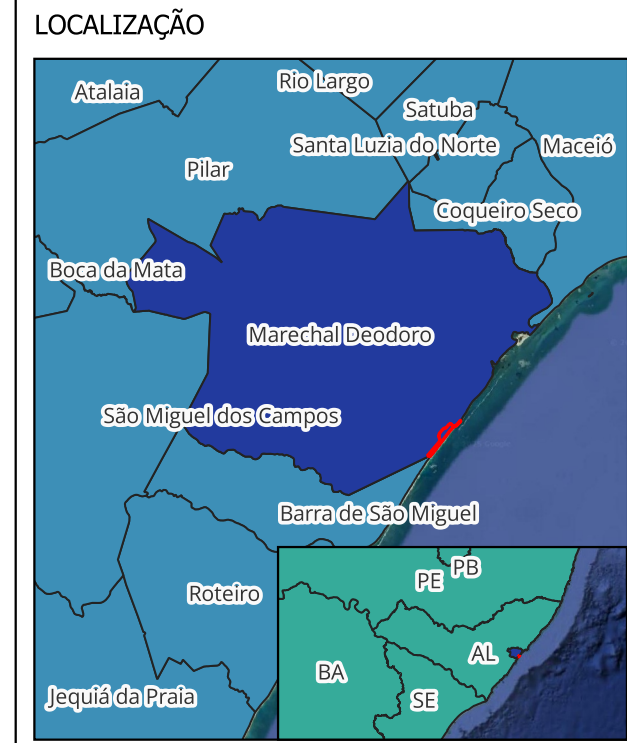 LOCALIZAÇÃO
Atalaia
Rio Largo
Satuba
Santa Luzia do Norte
Maceió
Pilar
Coqueiro Seco
Boca da Mata
Marechal Deodoro
São Miguel dos Campos
Barra de São Miguel
Roteiro
Jequiá da Praia
PB
PE
AL
BA
SE